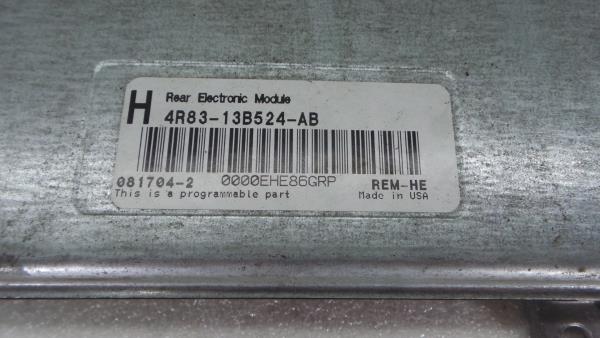 H Rear Electronic Module
4R83-13B524-AB
081704-2 0000EHE86GRP REM-HE
This is a programmable part Made in USA